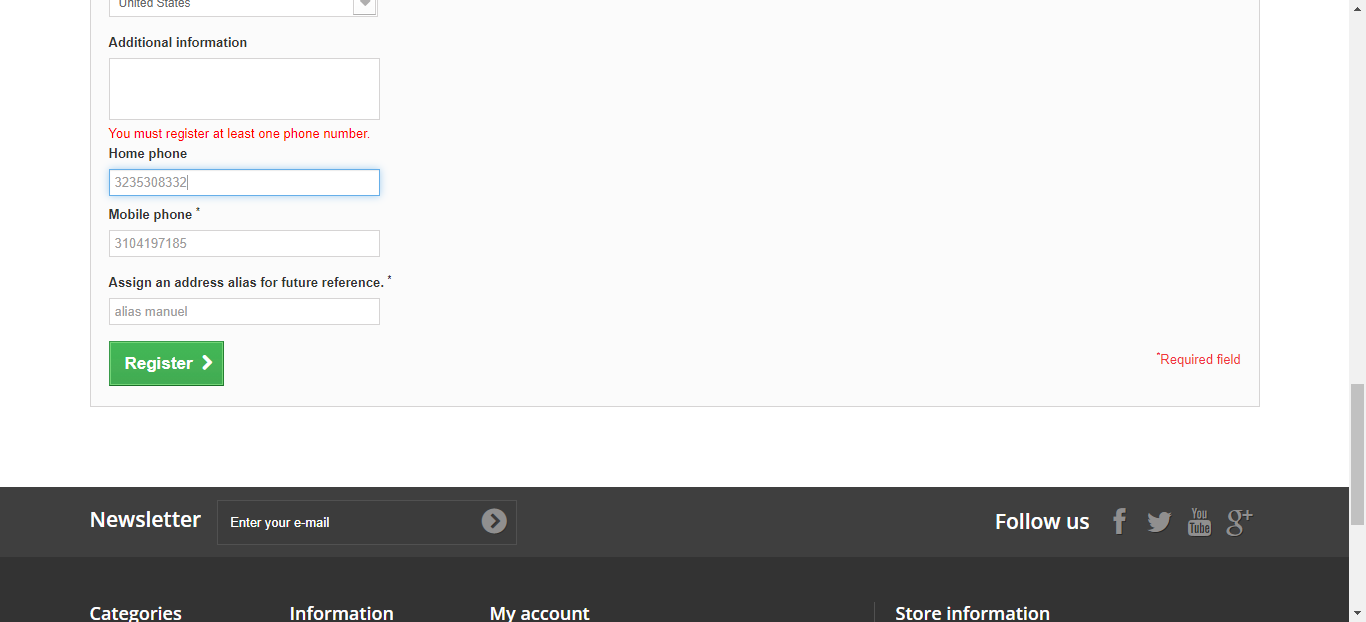 United States
Additional information
You must register at least one phone number.
Home phone
3235308332
Mobile phone *
3104197185
Assign an address alias for future reference. *
alias manuel
Register
*Required field
Newsletter
Enter your e-mail
Follow us
f
You
Tube
g+
Categories
Information
My account
Store information